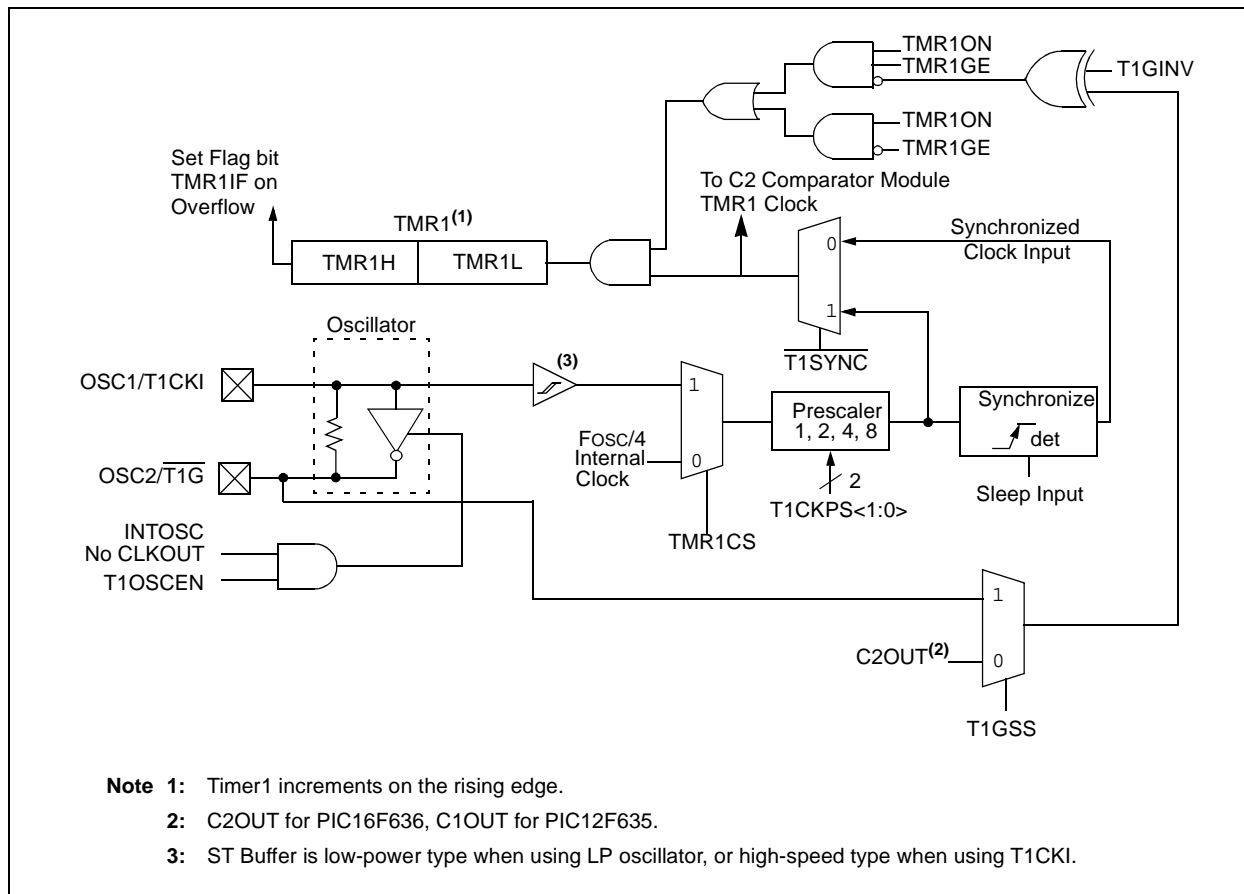 TMR1ON
TMR1GE
T1GINV
TMR1ON
TMR1GE
Set Flag bit
TMR1IF on
Overflow
To C2 Comparator Module
TMR1 Clock
TMR1(1)
TMR1H
TMR1L
0
Synchronized
Clock Input
1
T1SYNC
Oscillator
(3)
OSC1/T1CKI
1
Prescaler
1, 2, 4, 8
Synchronize
det
FOSC/4
Internal
Clock
0
OSC2/T1G
2
Sleep Input
T1CKPS<1:0>
INTOSC
No CLKOUT
T1OSCEN
TMR1CS
1
C2OUT(2)
0
T1GSS
Note 1: Timer1 increments on the rising edge.
2: C2OUT for PIC16F636, C1OUT for PIC12F635.
3: ST Buffer is low-power type when using LP oscillator, or high-speed type when using T1CKI.